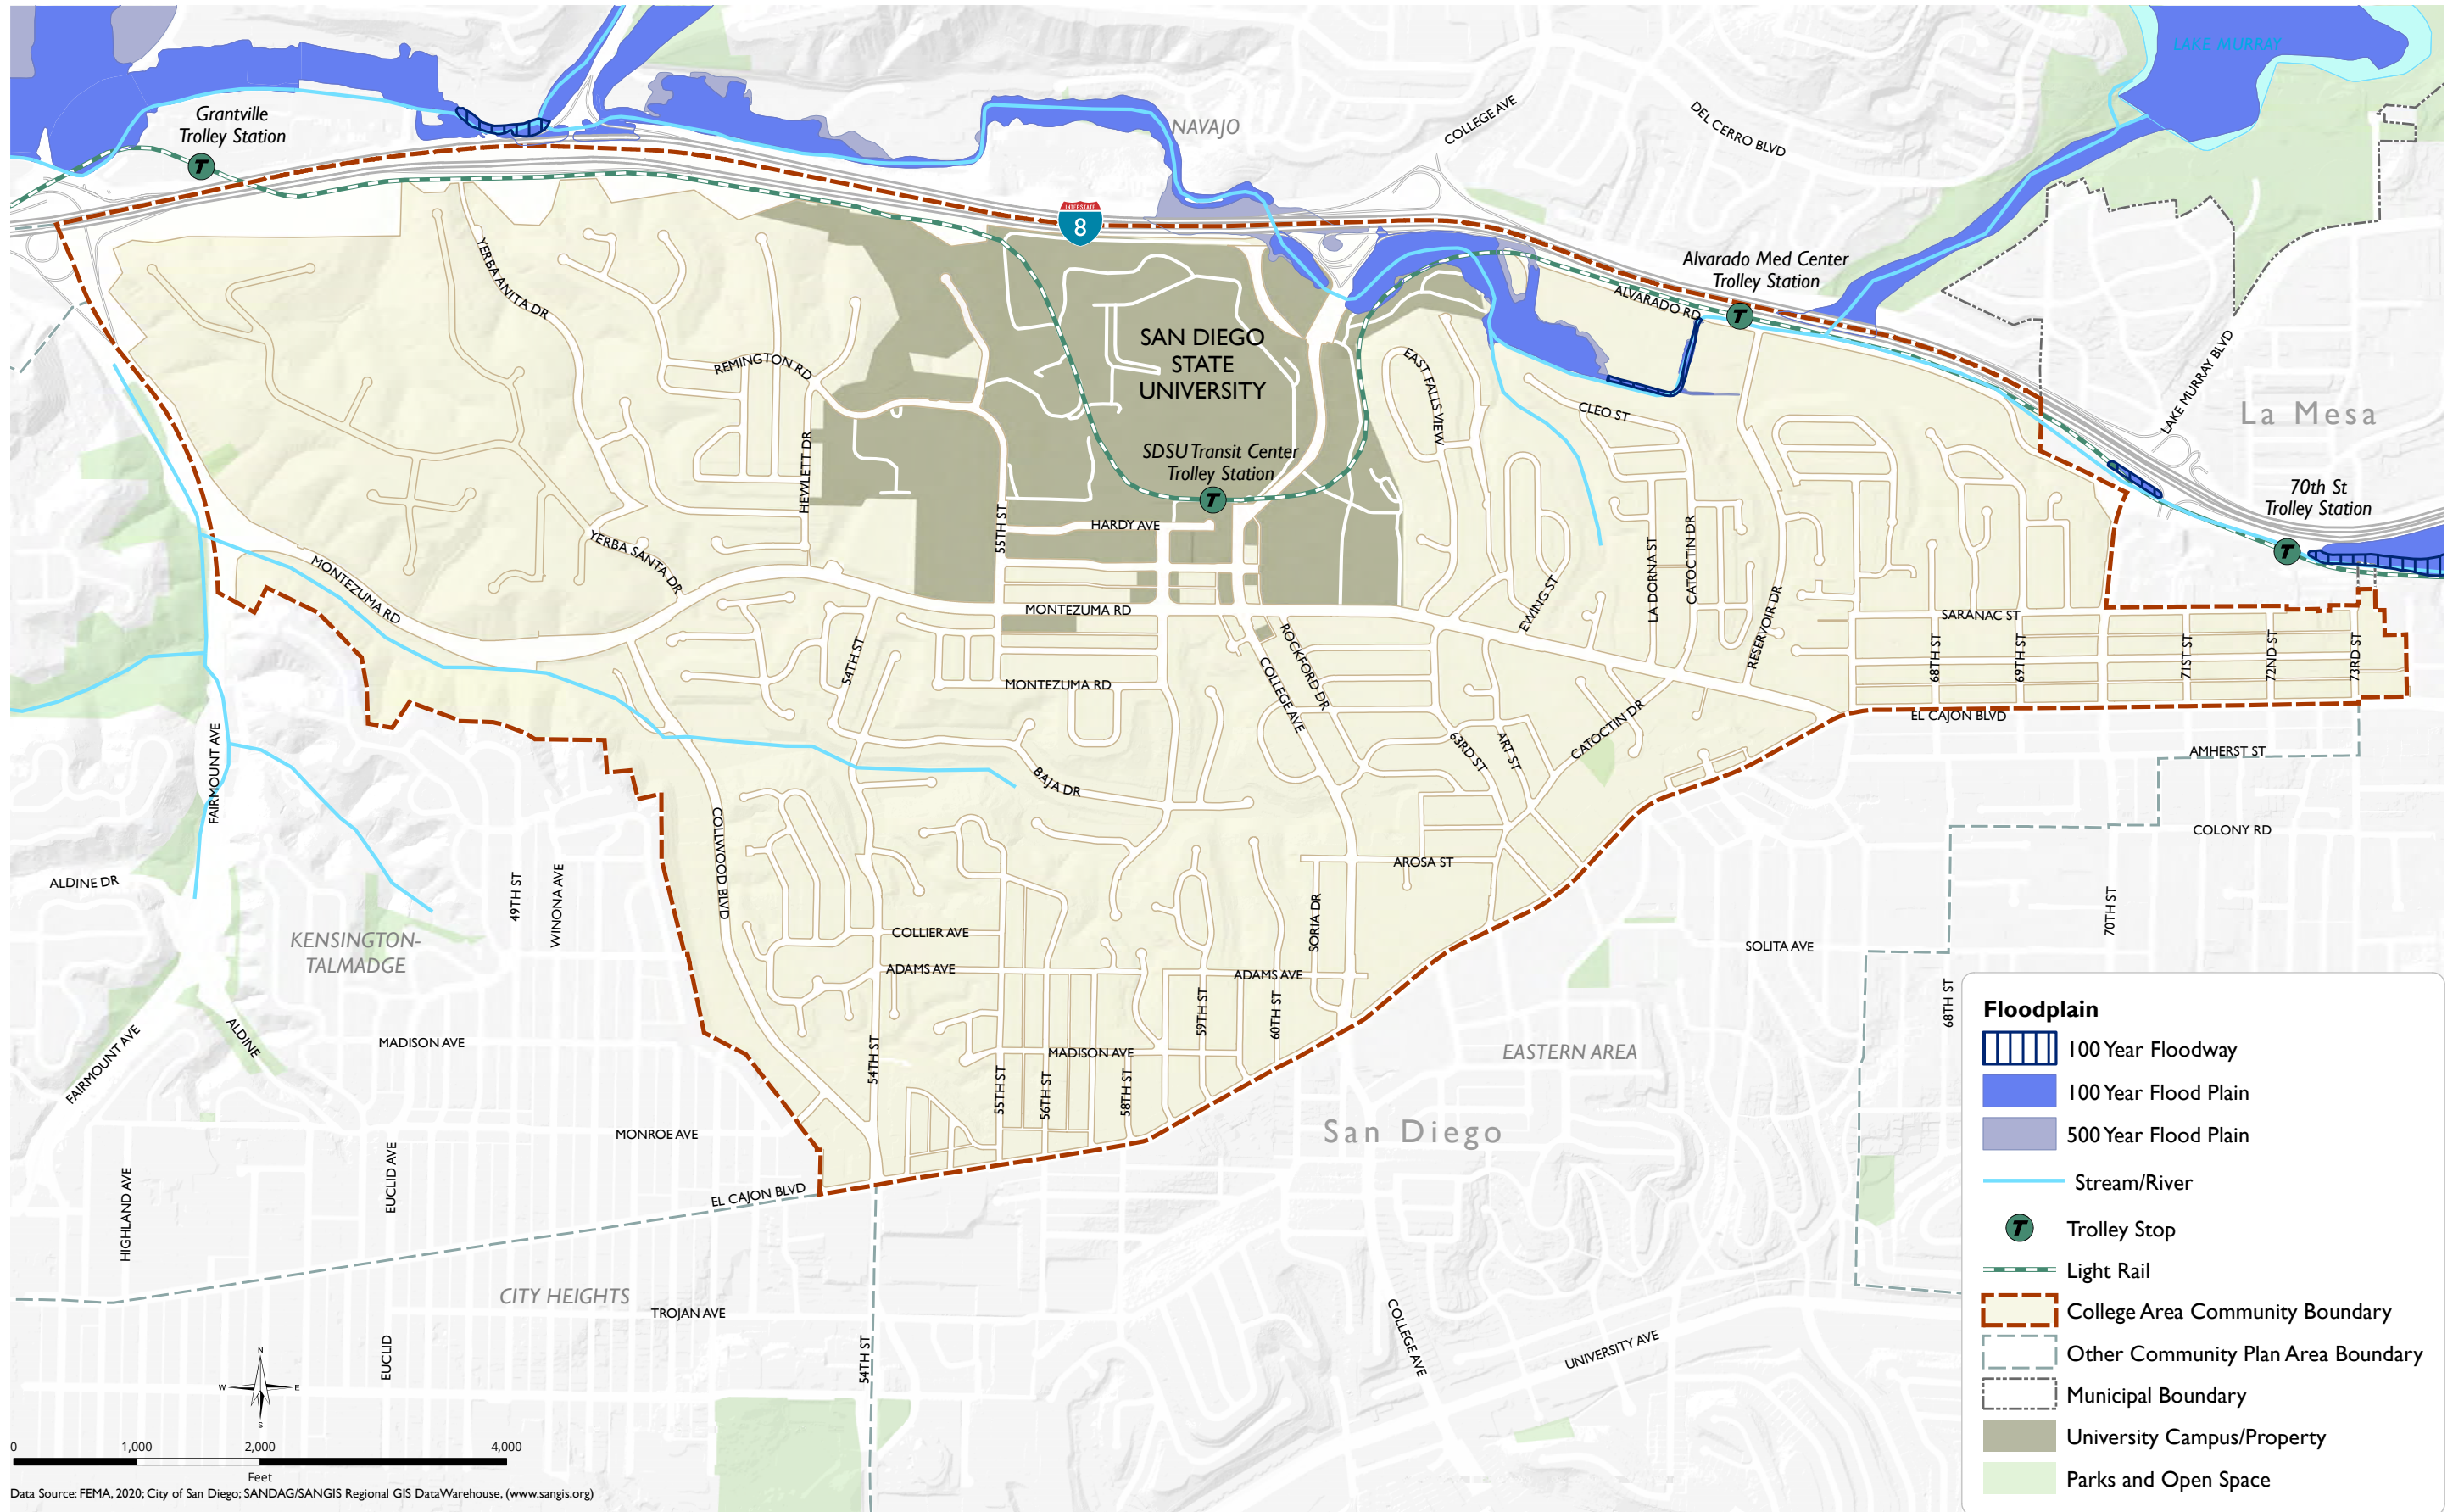 LAKE MURRAY
Grantville
Trolley Station
NAVAJO
COLLEGE AVE
DEL CERRO BLVD
INTERSTATE
8
YERBA ANITA DR
Alvarado Med Center
Trolley Station
ALVARADO RD
SAN DIEGO
STATE
UNIVERSITY
REMINGTON RD
EAST FALLS VIEW
LAKE MURRAY BLVD
La Mesa
CLEO ST
HEWLETT DR
SDSU Transit Center
Trolley Station
70th St
Trolley Station
55TH ST
HARDY AVE
YERBA SANTA DR
MONTEZUMA RD
LA DORNA ST
CATOCTIN DR
EWING ST
RESERVOIR DR
MONTEZUMA RD
SARANAC ST
54TH ST
ROCKFORD DR
COLLEGE AVE
68TH ST
69TH ST
71ST ST
72ND ST
73RD ST
MONTEZUMA RD
EL CAJON BLVD
CATOCTIN DR
63RD ST
ART ST
AMHERST ST
FAIRMOUNT AVE
BAJA DR
COLLWOOD BLVD
COLONY RD
AROSA ST
ALDINE DR
49TH ST
WINONA AVE
SORIA DR
70TH ST
KENSINGTON-
TALMADGE
COLLIER AVE
SOLITA AVE
ADAMS AVE
ADAMS AVE
59TH ST
60TH ST
68TH ST
FAIRMOUNT AVE
ALDINE
MADISON AVE
54TH ST
MADISON AVE
EASTERN AREA
55TH ST
56TH ST
58TH ST
MONROE AVE
San Diego
HIGHLAND AVE
EUCLID AVE
EL CAJON BLVD
CITY HEIGHTS
TROJAN AVE
EUCLID
54TH ST
COLLEGE AVE
UNIVERSITY AVE
Floodplain
100 Year Floodway
100 Year Flood Plain
500 Year Flood Plain
Stream/River
T
Trolley Stop
Light Rail
College Area Community Boundary
Other Community Plan Area Boundary
Municipal Boundary
University Campus/Property
Parks and Open Space
N
W E
S
0 1,000 2,000 4,000
Feet
Data Source: FEMA, 2020; City of San Diego; SANDAG/SANGIS Regional GIS DataWarehouse, (www.sangis.org)
T
T
T
T